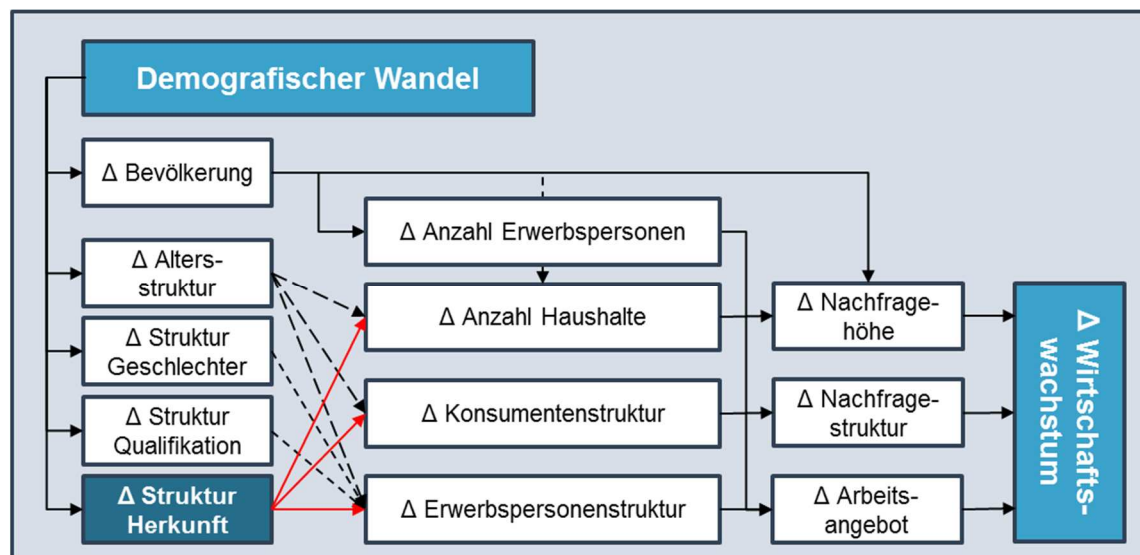 Demografischer Wandel
Δ Bevölkerung
Δ Anzahl Erwerbspersonen
Δ Alters-
struktur
Δ Anzahl Haushalte
Δ Nachfrage-
höhe
Δ Struktur
Geschlechter
Δ Konsumentenstruktur
Δ Nachfrage-
struktur
Δ Struktur
Qualifikation
Δ Struktur
Herkunft
Δ Erwerbspersonenstruktur
Δ Arbeits-
angebot
Δ Wirtschafts-
wachstum